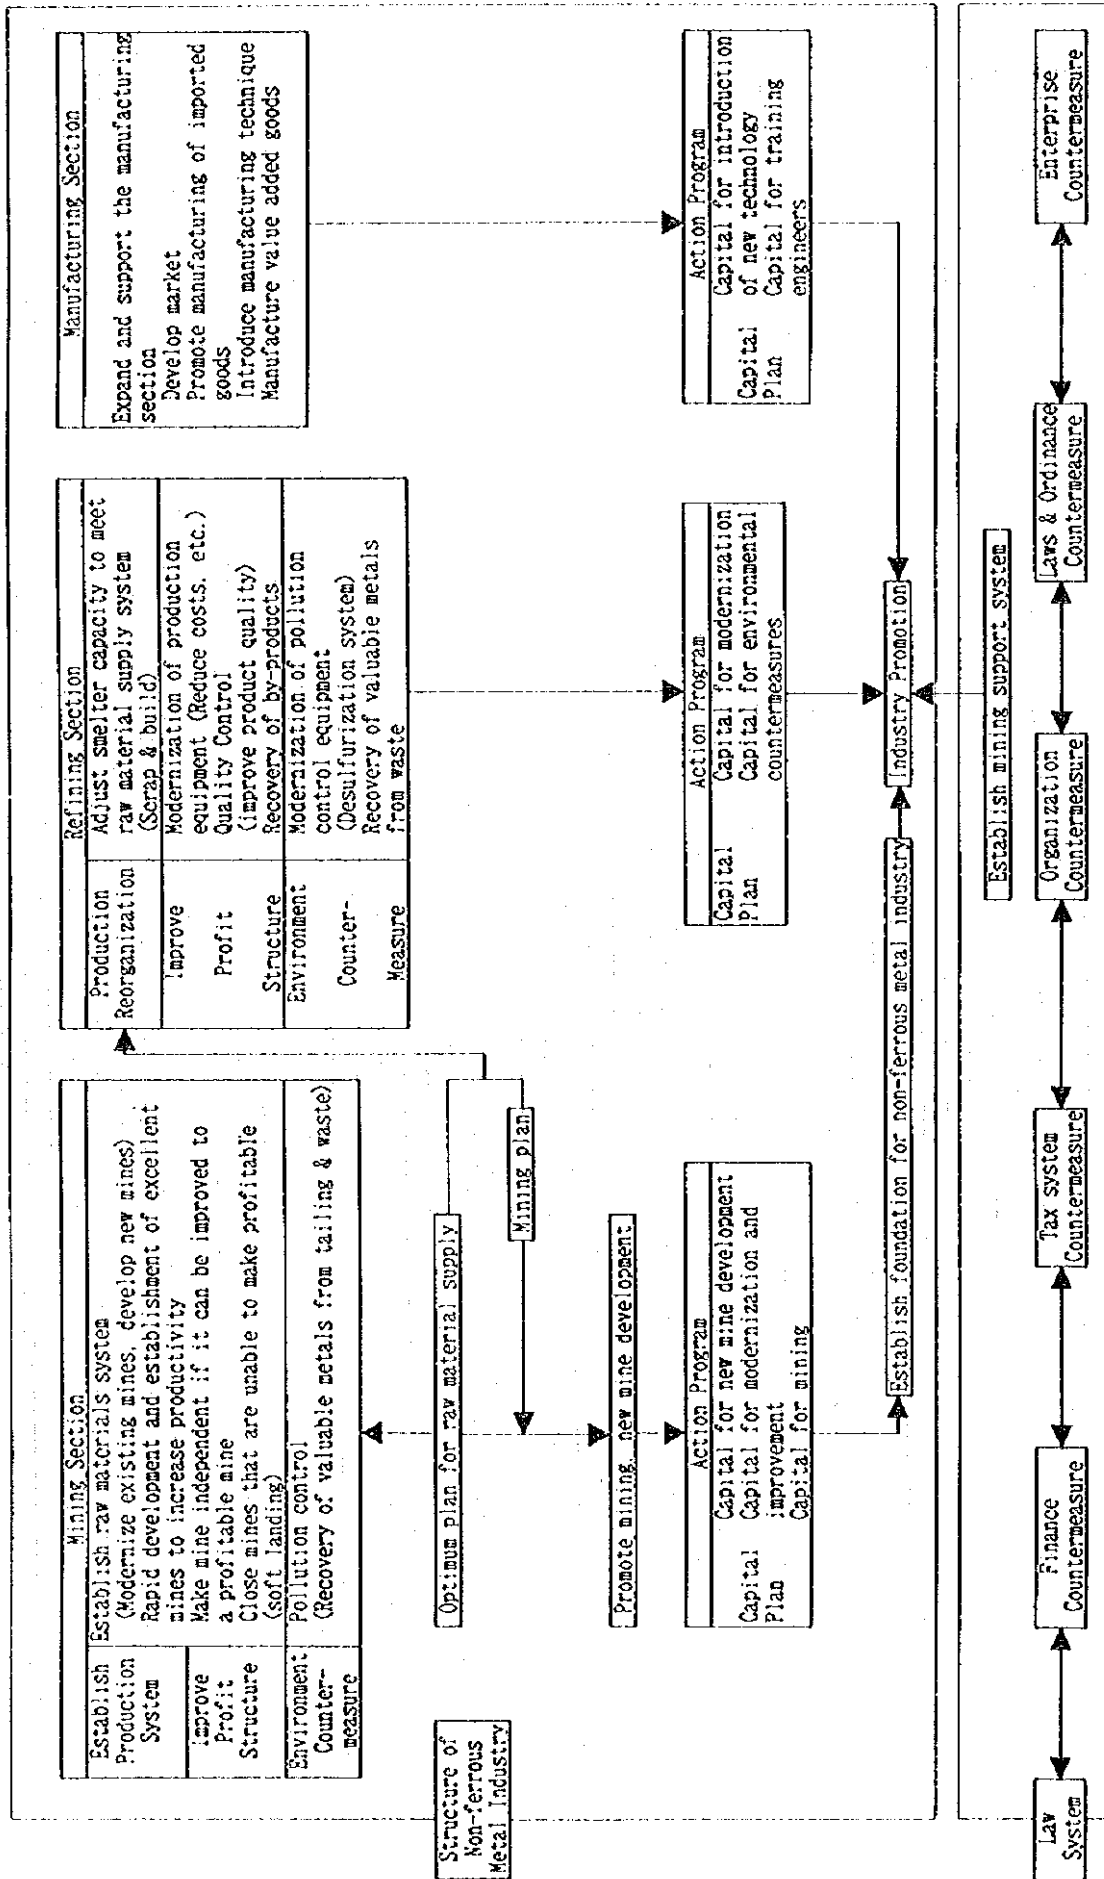 Structure of
Non-ferrous
Metal Industry
Mining Section
Establish
Production
System
Establish raw materials system
(Modernize existing mines, develop new mines)
Rapid development and establishment of excellent
mines to increase productivity
Improve
Profit
Structure
Make mine independent if it can be improved to
a profitable mine
Close mines that are unable to make profitable
(soft landing)
Environment
Counter-
measure
Pollution control
(Recovery of valuable metals from tailing & waste)
Refining Section
Production
Reorganization
Adjust smelter capacity to meet
raw material supply system
(Scrap & build)
Improve
Profit
Structure
Modernization of production
equipment (Reduce costs. etc.)
Quality Control
(improve product quality)
Recovery of by-products
Environment
Counter-
Measure
Modernization of pollution
control equipment
(Desulfurization system)
Recovery of valuable metals
from waste
Manufacturing Section
Expand and support the manufacturing
section
Develop market
Promote manufacturing of imported
goods
Introduce manufacturing technique
Manufacture value added goods
Optimum plan for raw material supply
Mining plan
Promote mining, new mine development
Action Program
Capital
Plan
Capital for new mine development
Capital for modernization and
improvement
Capital for mining
Action Program
Capital
Plan
Capital for modernization
Capital for environmental
countermeasures
Action Program
Capital
Plan
Capital for introduction
of new technology
Capital for training
engineers
Establish foundation for non-ferrous metal industry
Industry Promotion
Establish mining support system
Law
System
Finance
Countermeasure
Tax system
Countermeasure
Organization
Countermeasure
Laws & Ordinance
Countermeasure
Enterprise
Countermeasure